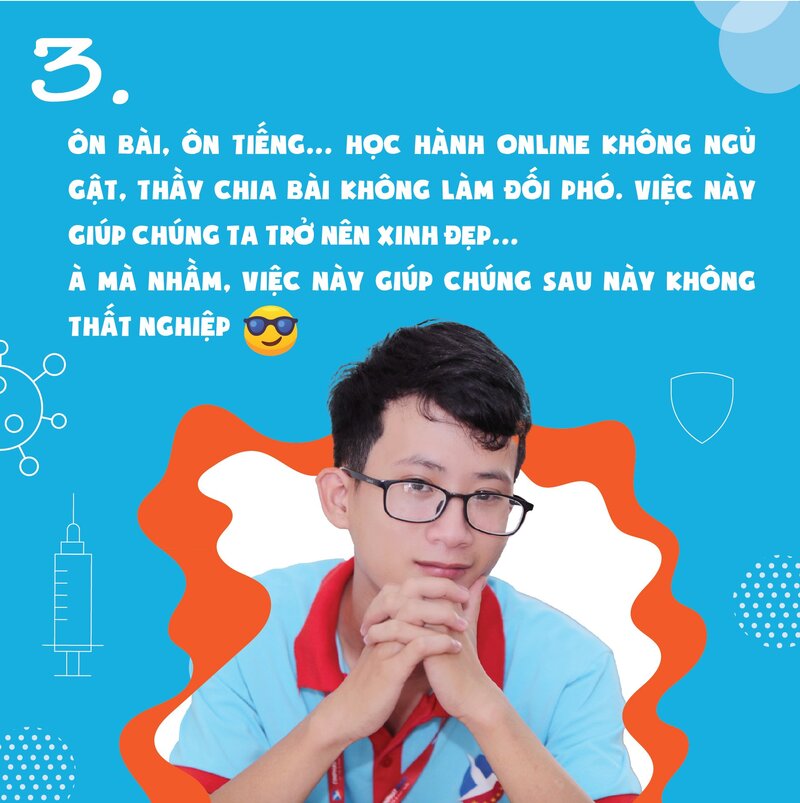 3.
ÔN BÀI, ÔN TIẾNG... HỌC HÀNH ONLINE KHÔNG NGỦ
GẬT, THẦY CHIA BÀI KHÔNG LÀM ĐỐI PHÓ. VIỆC NÀY
GIÚP CHÚNG TA TRỞ NÊN XINH ĐẸP...
À MÀ NHẦM, VIỆC NÀY GIÚP CHÚNG SAU NÀY KHÔNG
THẤT NGHIỆP 😎